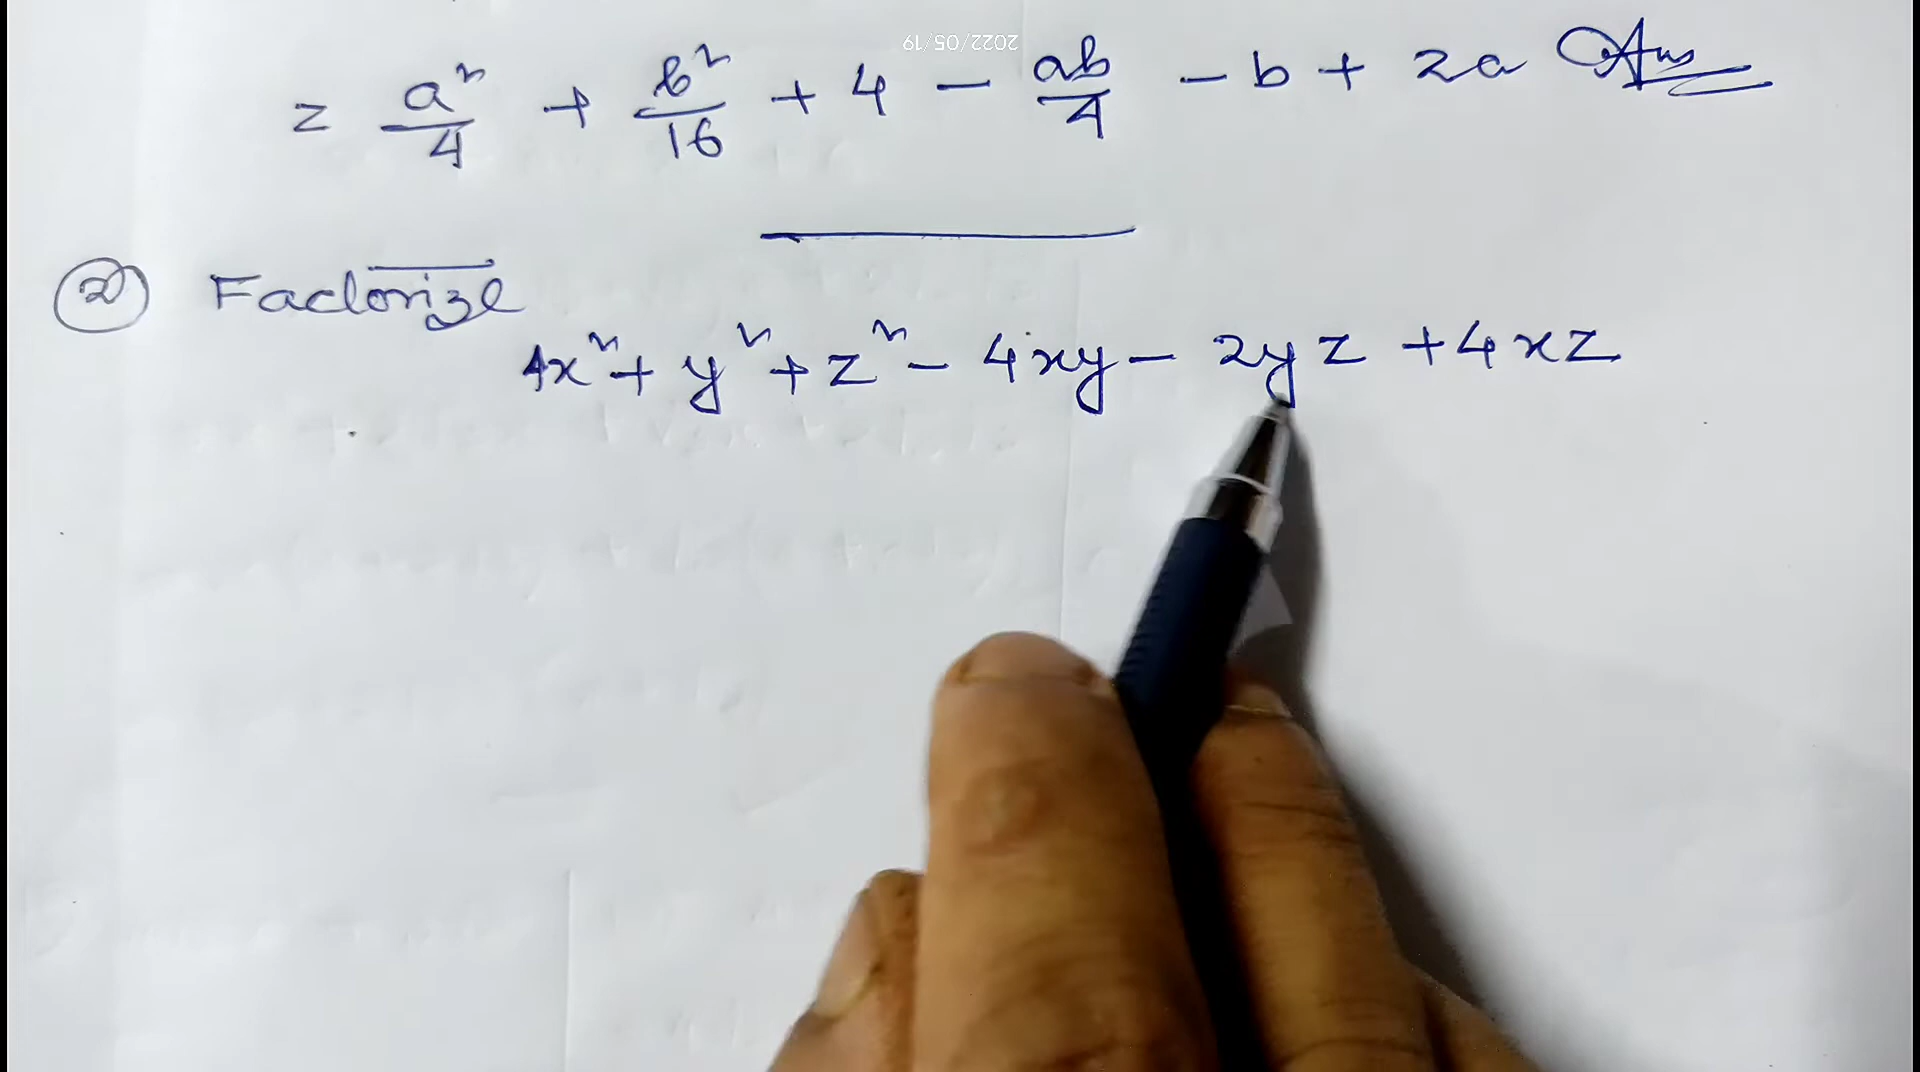 2022/05/19
= a²/4 + b²/16 + 4 - ab/4 - b + 2a Ans
② Factorize
4x² + y² + z² - 4xy - 2yz + 4xz